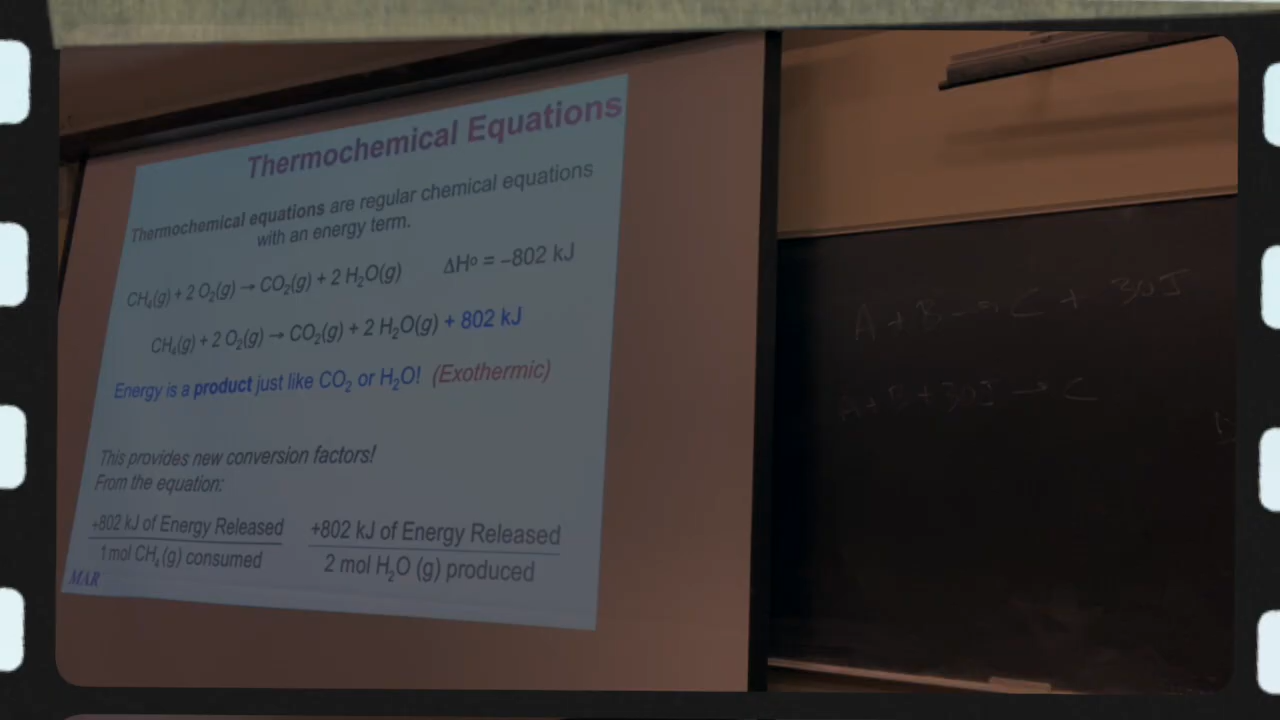 Thermochemical Equations
Thermochemical equations are regular chemical equations
with an energy term.
CH₄(g) + 2 O₂(g) → CO₂(g) + 2 H₂O(g) ΔHº = –802 kJ
CH₄(g) + 2 O₂(g) → CO₂(g) + 2 H₂O(g) + 802 kJ
Energy is a product just like CO₂ or H₂O! (Exothermic)
This provides new conversion factors!
From the equation:
+802 kJ of Energy Released
1 mol CH₄(g) consumed
+802 kJ of Energy Released
2 mol H₂O (g) produced
MAR
A + B → C + 30J
A + B + 30J → C